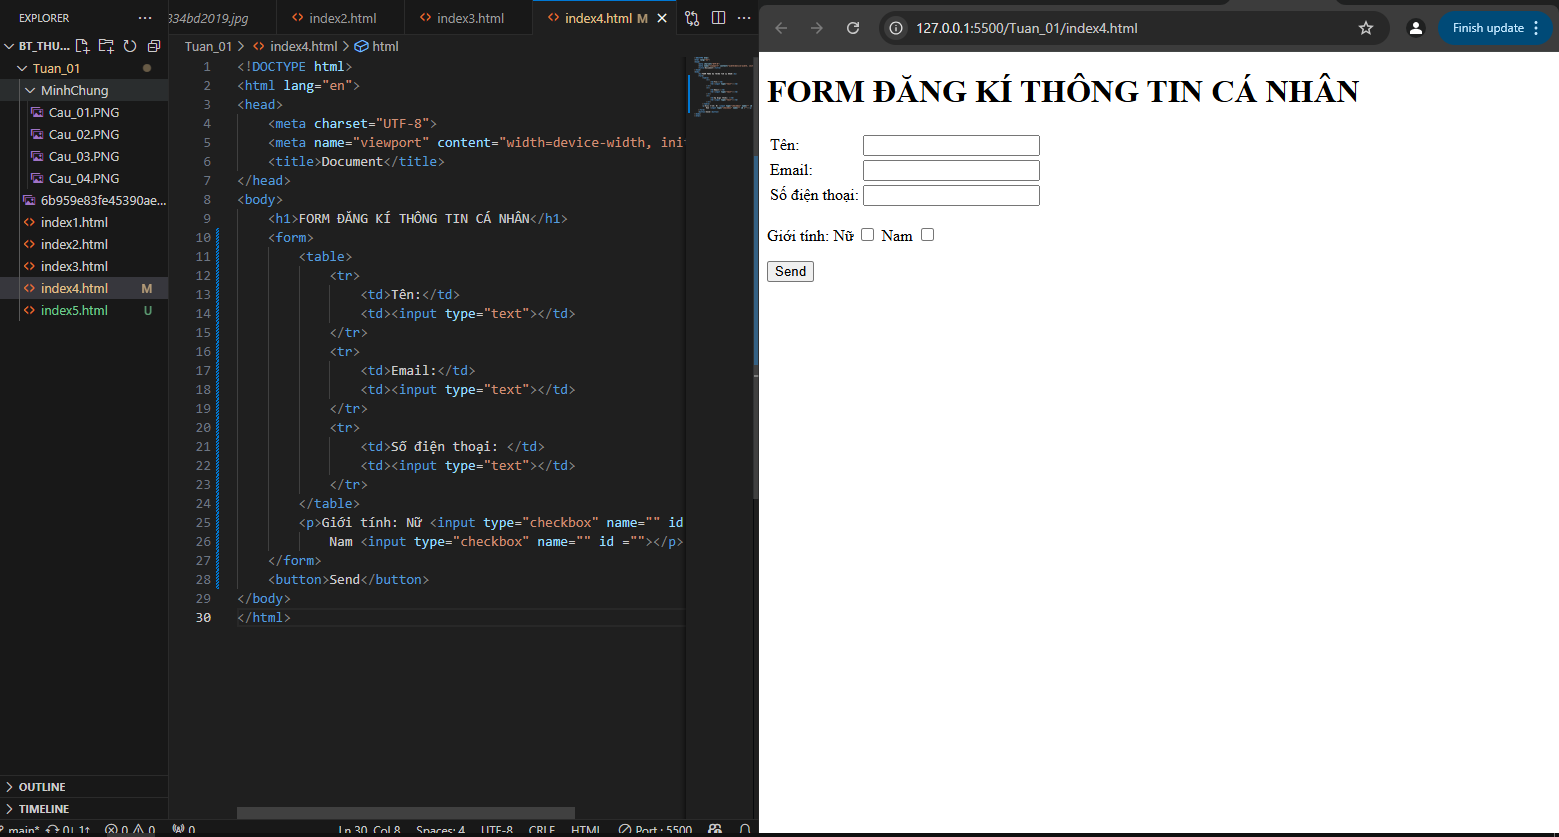 EXPLORER
BT_THU...
Tuan_01
MinhChung
Cau_01.PNG
Cau_02.PNG
Cau_03.PNG
Cau_04.PNG
6b959e83fe45390ae...
index1.html
index2.html
index3.html
index4.html M
index5.html U
OUTLINE
TIMELINE
334bd2019.jpg
index2.html
index3.html
index4.html M
Tuan_01 > index4.html > html
1 <!DOCTYPE html>
2 <html lang="en">
3 <head>
4 <meta charset="UTF-8">
5 <meta name="viewport" content="width=device-width, init
6 <title>Document</title>
7 </head>
8 <body>
9 <h1>FORM ĐĂNG KÍ THÔNG TIN CÁ NHÂN</h1>
10 <form>
11 <table>
12 <tr>
13 <td>Tên:</td>
14 <td><input type="text"></td>
15 </tr>
16 <tr>
17 <td>Email:</td>
18 <td><input type="text"></td>
19 </tr>
20 <tr>
21 <td>Số điện thoại: </td>
22 <td><input type="text"></td>
23 </tr>
24 </table>
25 <p>Giới tính: Nữ <input type="checkbox" name="" id
26 Nam <input type="checkbox" name="" id =""></p>
27 </form>
28 <button>Send</button>
29 </body>
30 </html>
main* 0↓ 1↑ 0 0 0 Ln 30, Col 8 Spaces: 4 UTF-8 CRLF HTML Port : 5500
127.0.0.1:5500/Tuan_01/index4.html
Finish update
FORM ĐĂNG KÍ THÔNG TIN CÁ NHÂN
Tên:
Email:
Số điện thoại:
Giới tính: Nữ Nam
Send